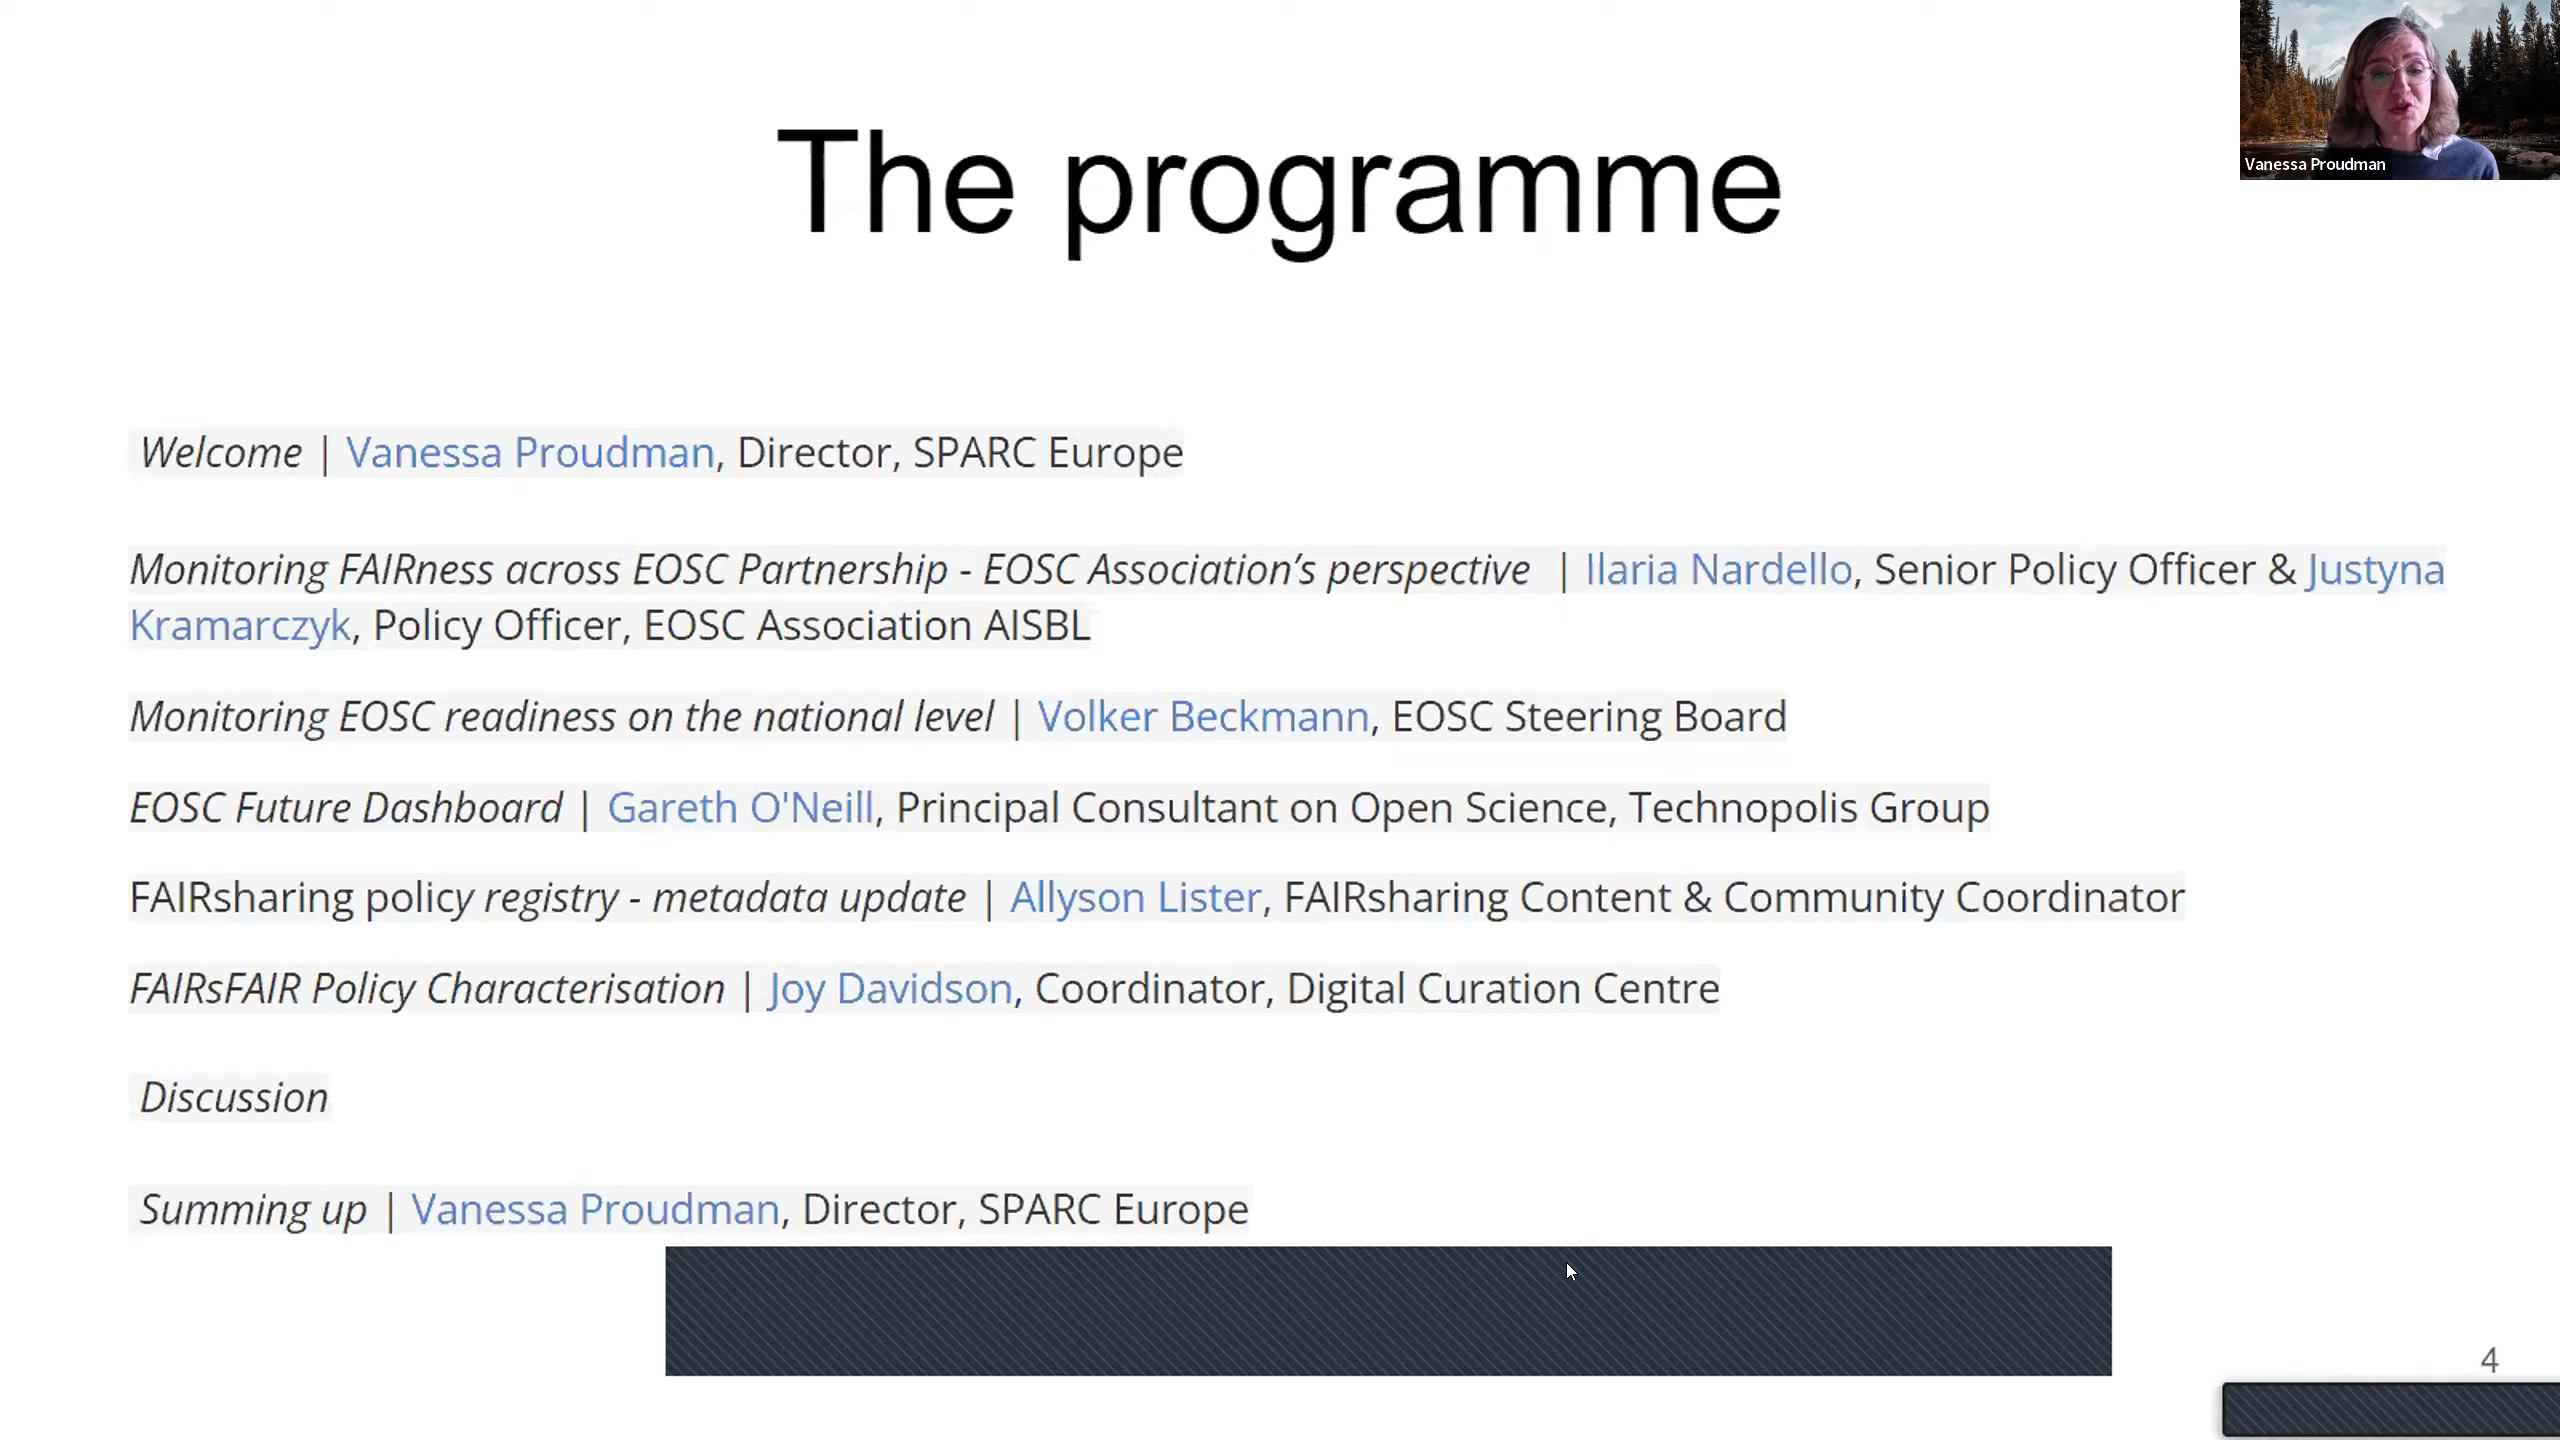 The programme
Vanessa Proudman
Welcome | Vanessa Proudman, Director, SPARC Europe
Monitoring FAIRness across EOSC Partnership - EOSC Association’s perspective | Ilaria Nardello, Senior Policy Officer & Justyna
Kramarczyk, Policy Officer, EOSC Association AISBL
Monitoring EOSC readiness on the national level | Volker Beckmann, EOSC Steering Board
EOSC Future Dashboard | Gareth O'Neill, Principal Consultant on Open Science, Technopolis Group
FAIRsharing policy registry - metadata update | Allyson Lister, FAIRsharing Content & Community Coordinator
FAIRsFAIR Policy Characterisation | Joy Davidson, Coordinator, Digital Curation Centre
Discussion
Summing up | Vanessa Proudman, Director, SPARC Europe
4